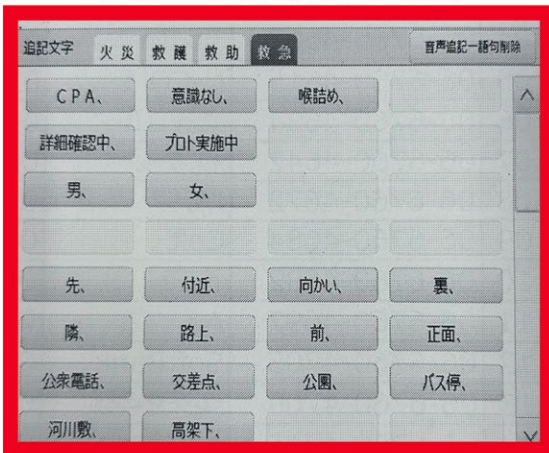 追記文字 火災 救護 救助 救急 音声追記一語句削除
CPA、 意識なし、 喉詰め、
詳細確認中、 プロト実施中
男、 女、
先、 付近、 向かい、 裏、
隣、 路上、 前、 正面、
公衆電話、 交差点、 公園、 バス停、
河川敷、 高架下、